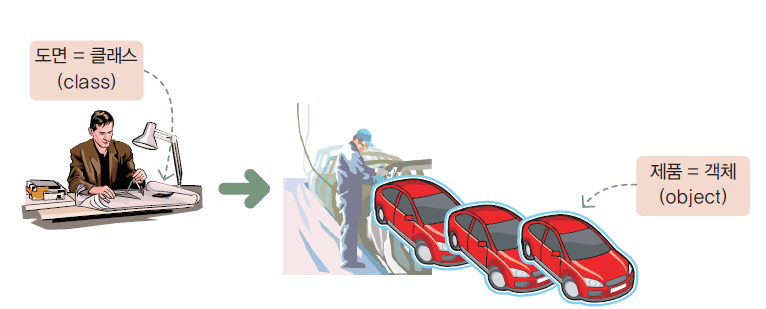 도면 = 클래스
(class)
제품 = 객체
(object)